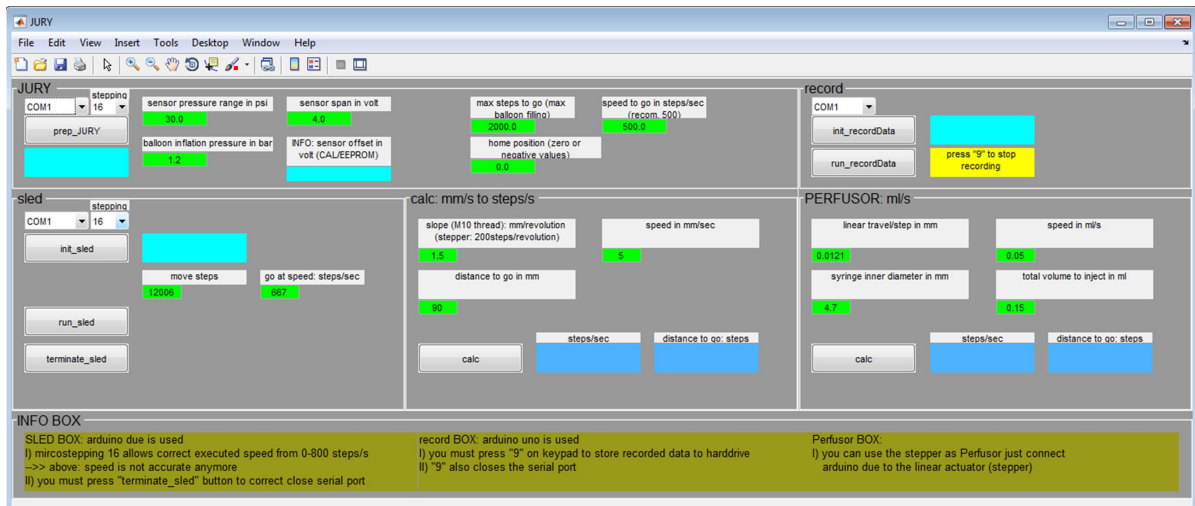 JURY
File Edit View Insert Tools Desktop Window Help
JURY
stepping
COM1 16
prep_JURY
sensor pressure range in psi
30.0
sensor span in volt
4.0
balloon inflation pressure in bar
1.2
INFO: sensor offset in
volt (CAL/EEPROM)
max steps to go (max
balloon filling)
2000.0
speed to go in steps/sec
(recom. 500)
500.0
home position (zero or
negative values)
0.0
record
COM1
init_recordData
run_recordData
press "9" to stop
recording
sled
stepping
COM1 16
init_sled
move steps
12006
go at speed: steps/sec
667
run_sled
terminate_sled
calc: mm/s to steps/s
slope (M10 thread): mm/revolution
(stepper: 200steps/revolution)
1.5
speed in mm/sec
5
distance to go in mm
90
steps/sec
distance to go: steps
calc
PERFUSOR: ml/s
linear travel/step in mm
0.0121
speed in ml/s
0.05
syringe inner diameter in mm
4.7
total volume to inject in ml
0.15
steps/sec
distance to go: steps
calc
INFO BOX
SLED BOX: arduino due is used
I) mircostepping 16 allows correct executed speed from 0-800 steps/s
-->> above: speed is not accurate anymore
II) you must press "terminate_sled" button to correct close serial port
record BOX: arduino uno is used
I) you must press "9" on keypad to store recorded data to harddrive
II) "9" also closes the serial port
Perfusor BOX:
I) you can use the stepper as Perfusor just connect
arduino due to the linear actuator (stepper)